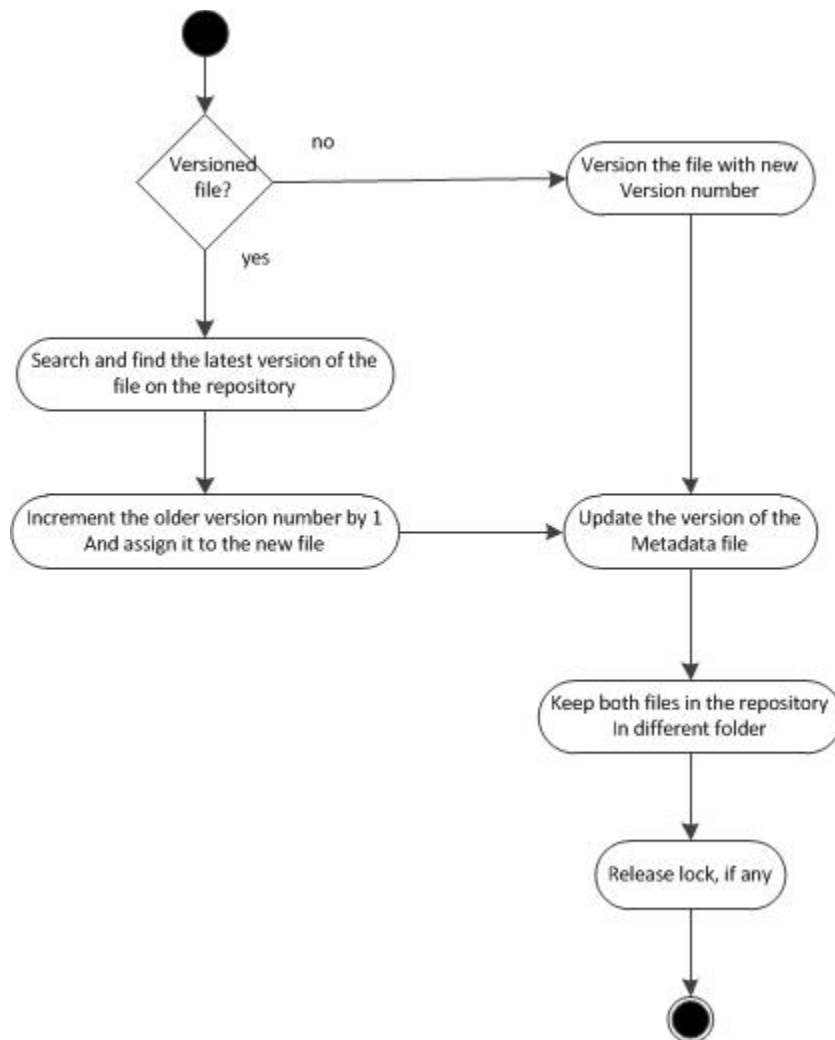 Versioned
file?
no
Version the file with new
Version number
yes
Search and find the latest version of the
file on the repository
Increment the older version number by 1
And assign it to the new file
Update the version of the
Metadata file
Keep both files in the repository
In different folder
Release lock, if any